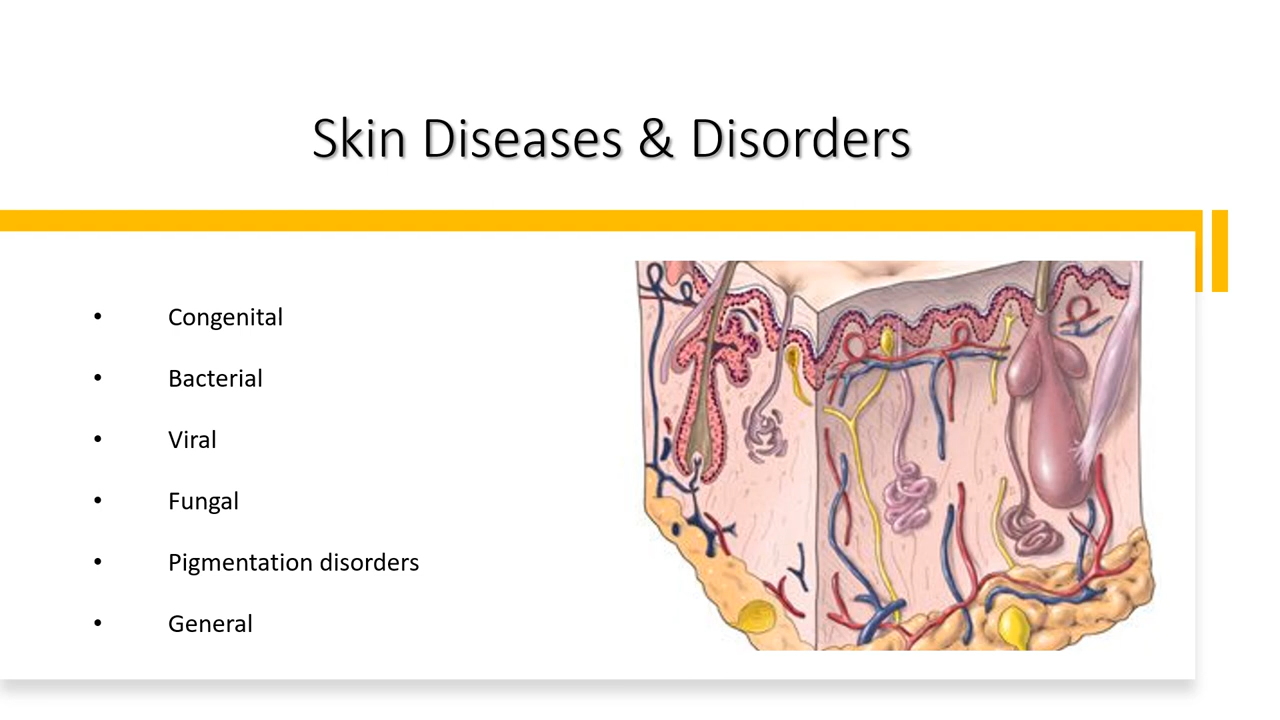 Skin Diseases & Disorders
• Congenital
• Bacterial
• Viral
• Fungal
• Pigmentation disorders
• General